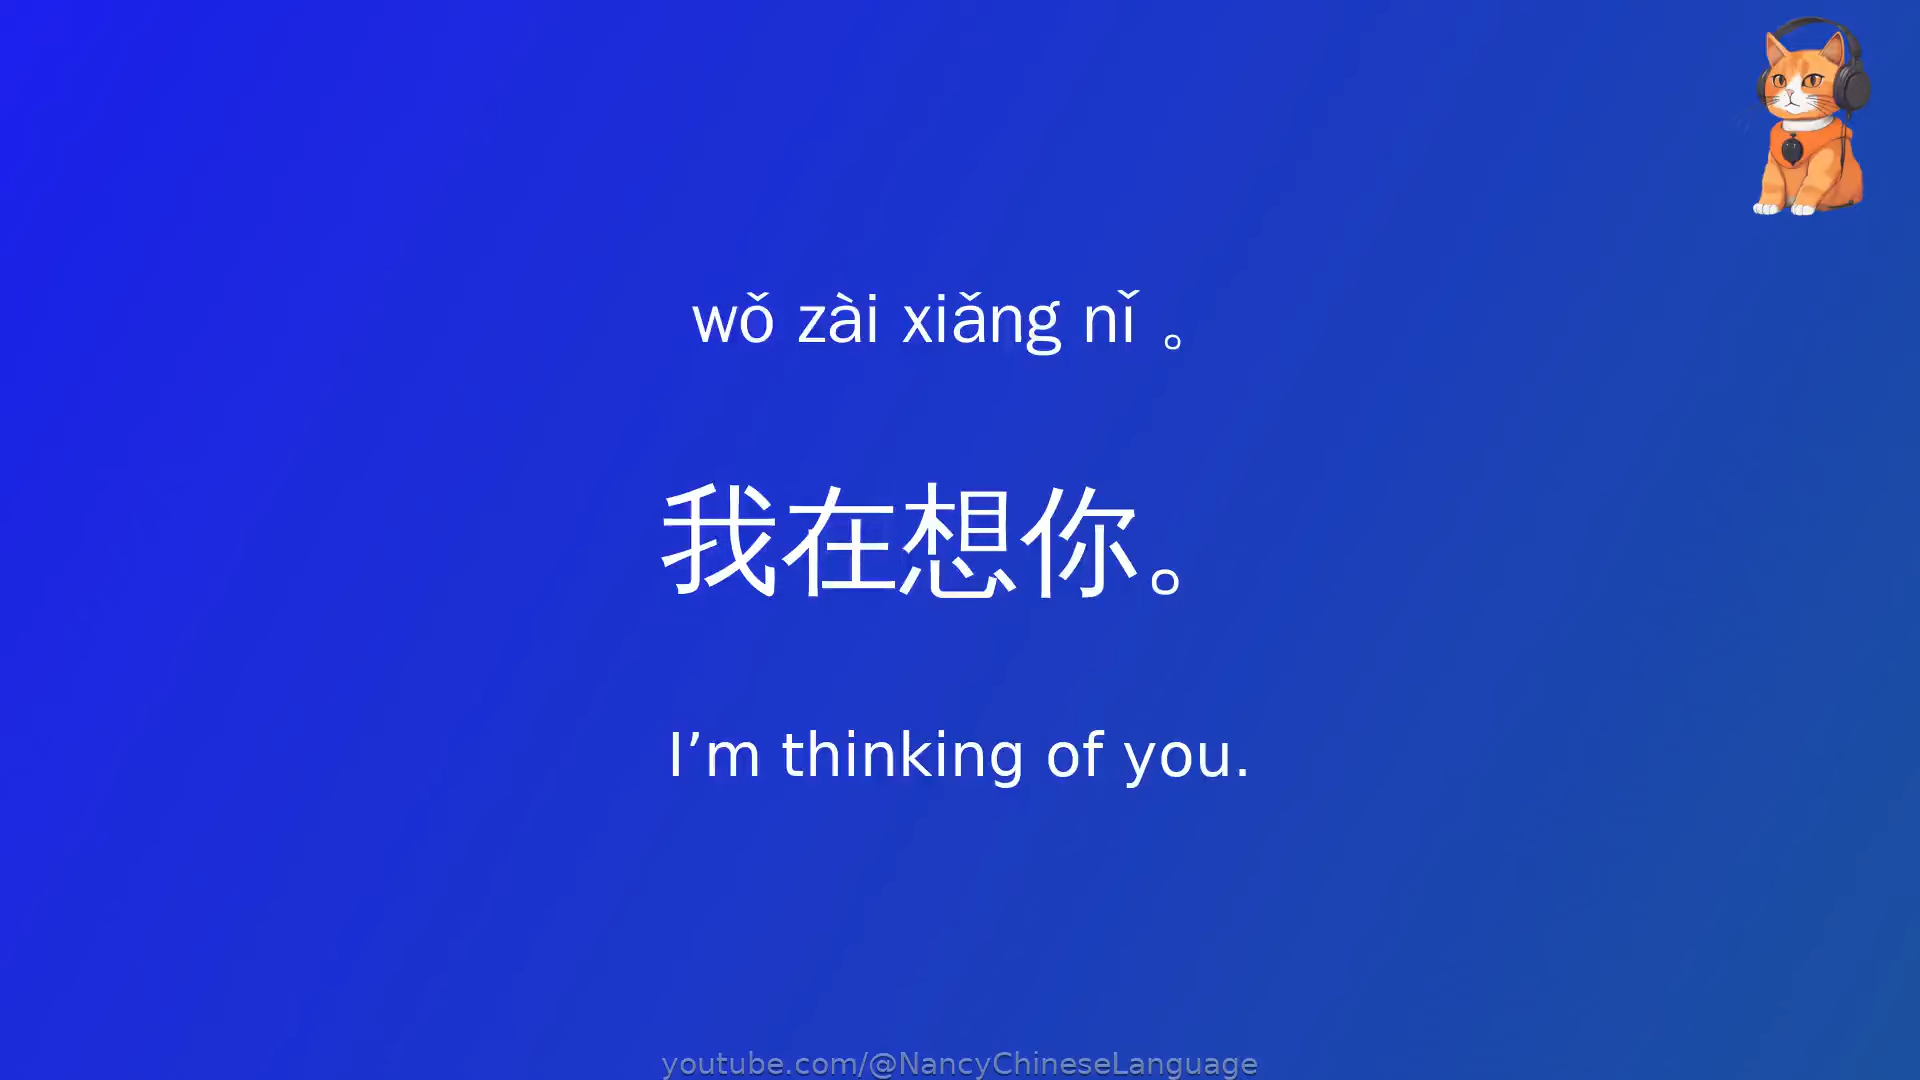 wǒ zài xiǎng nǐ 。
我在想你。
I’m thinking of you.
youtube.com/@NancyChineseLanguage